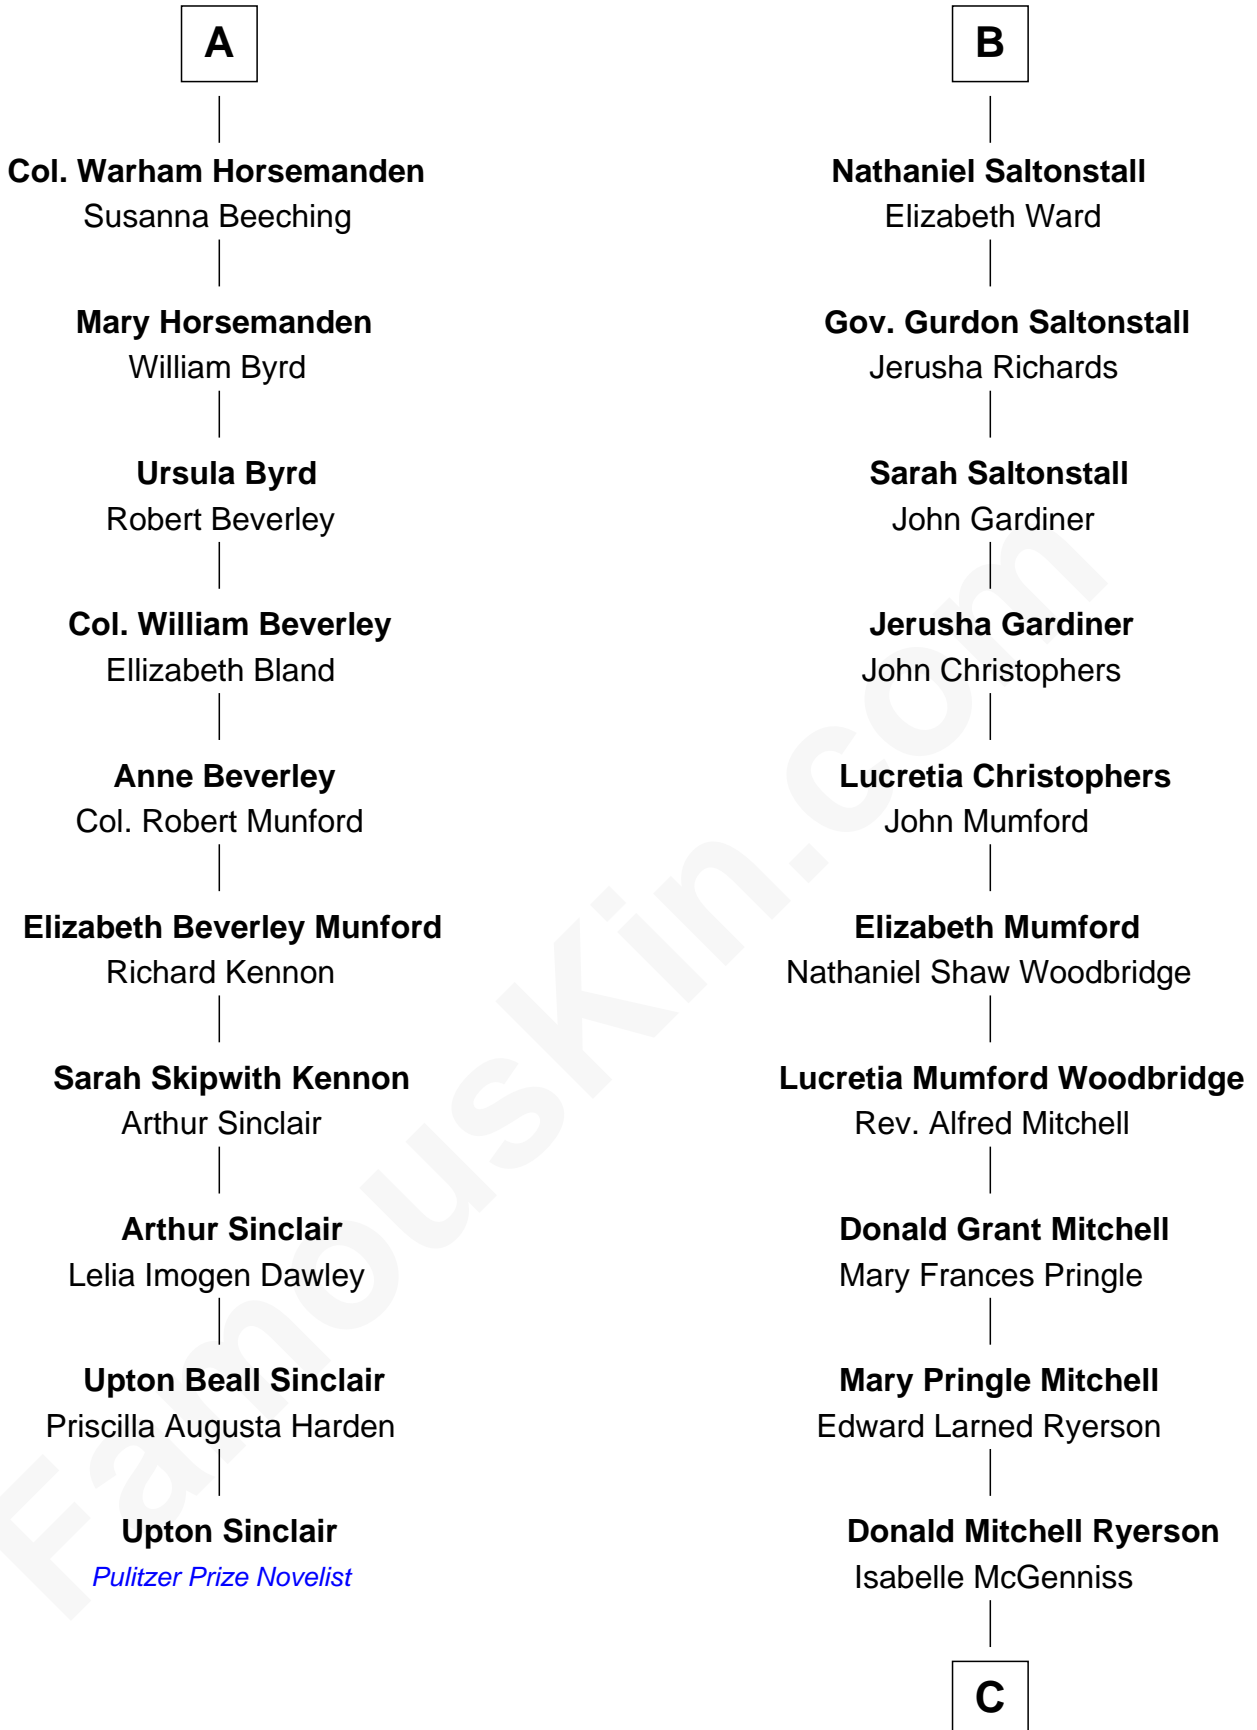 A
Col. Warham Horsemanden
Susanna Beeching
Mary Horsemanden
William Byrd
Ursula Byrd
Robert Beverley
Col. William Beverley
Ellizabeth Bland
Anne Beverley
Col. Robert Munford
Elizabeth Beverley Munford
Richard Kennon
Sarah Skipwith Kennon
Arthur Sinclair
Arthur Sinclair
Lelia Imogen Dawley
Upton Beall Sinclair
Priscilla Augusta Harden
Upton Sinclair
Pulitzer Prize Novelist
B
Nathaniel Saltonstall
Elizabeth Ward
Gov. Gurdon Saltonstall
Jerusha Richards
Sarah Saltonstall
John Gardiner
Jerusha Gardiner
John Christophers
Lucretia Christophers
John Mumford
Elizabeth Mumford
Nathaniel Shaw Woodbridge
Lucretia Mumford Woodbridge
Rev. Alfred Mitchell
Donald Grant Mitchell
Mary Frances Pringle
Mary Pringle Mitchell
Edward Larned Ryerson
Donald Mitchell Ryerson
Isabelle McGenniss
C
FamousKin.com